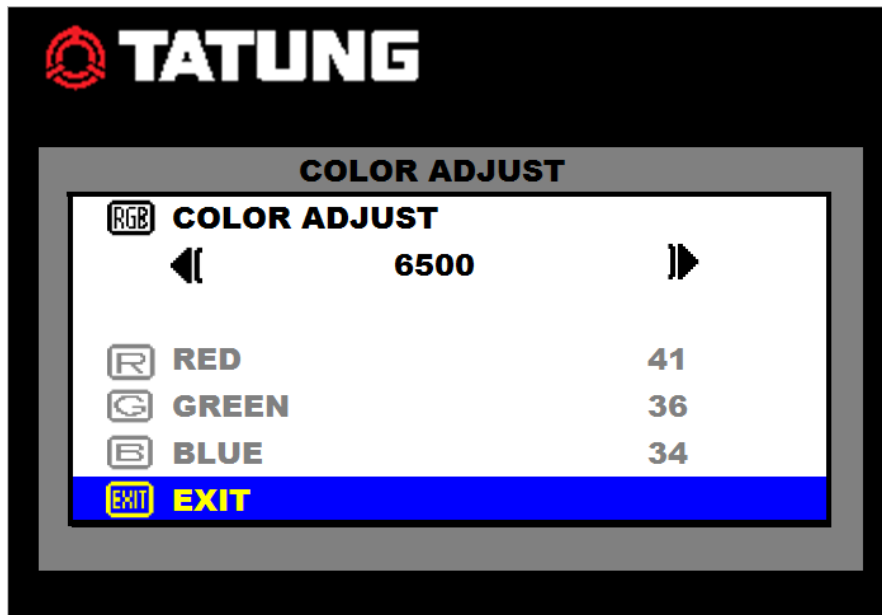 TATUNG
COLOR ADJUST
RGB COLOR ADJUST
6500
R RED 41
G GREEN 36
B BLUE 34
EXIT EXIT